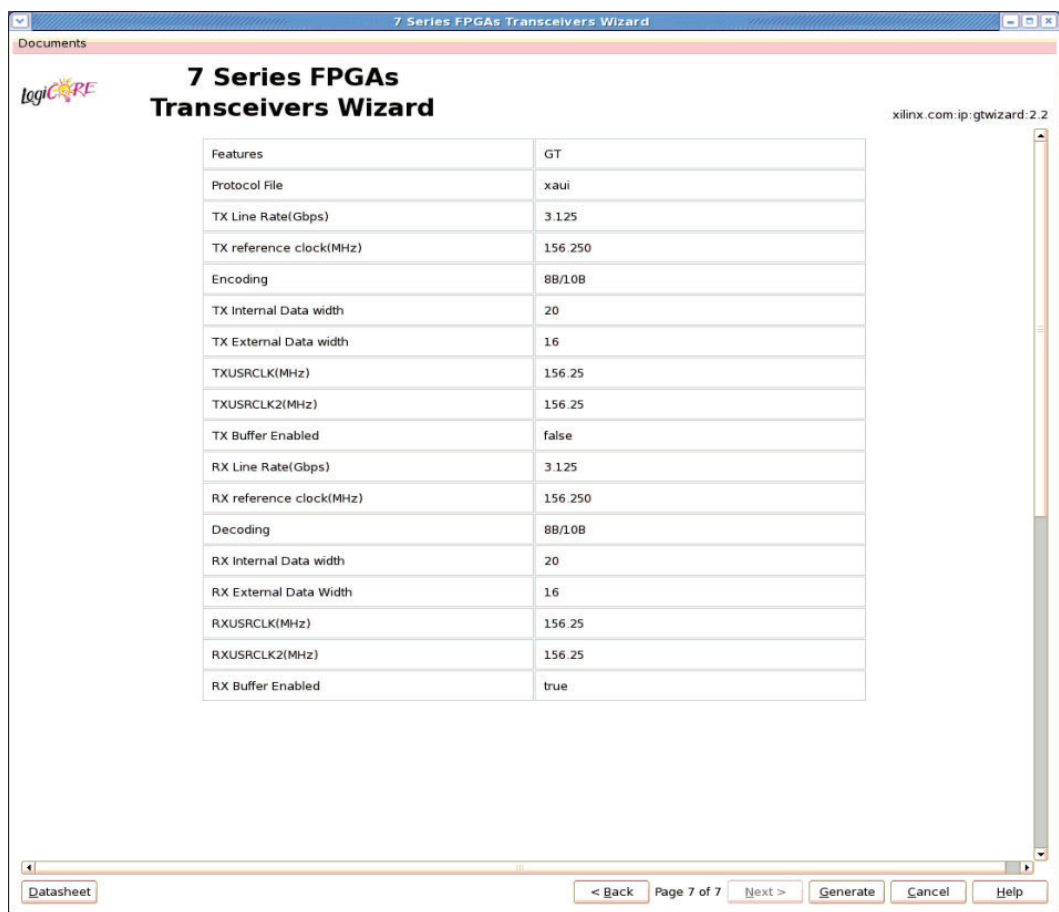 7 Series FPGAs Transceivers Wizard
Documents
logiCORE
7 Series FPGAs
Transceivers Wizard
xilinx.com:ip:gtwizard:2.2
Features GT
Protocol File xaui
TX Line Rate(Gbps) 3.125
TX reference clock(MHz) 156.250
Encoding 8B/10B
TX Internal Data width 20
TX External Data width 16
TXUSRCLK(MHz) 156.25
TXUSRCLK2(MHz) 156.25
TX Buffer Enabled false
RX Line Rate(Gbps) 3.125
RX reference clock(MHz) 156.250
Decoding 8B/10B
RX Internal Data width 20
RX External Data Width 16
RXUSRCLK(MHz) 156.25
RXUSRCLK2(MHz) 156.25
RX Buffer Enabled true
Datasheet < Back Page 7 of 7 Next > Generate Cancel Help